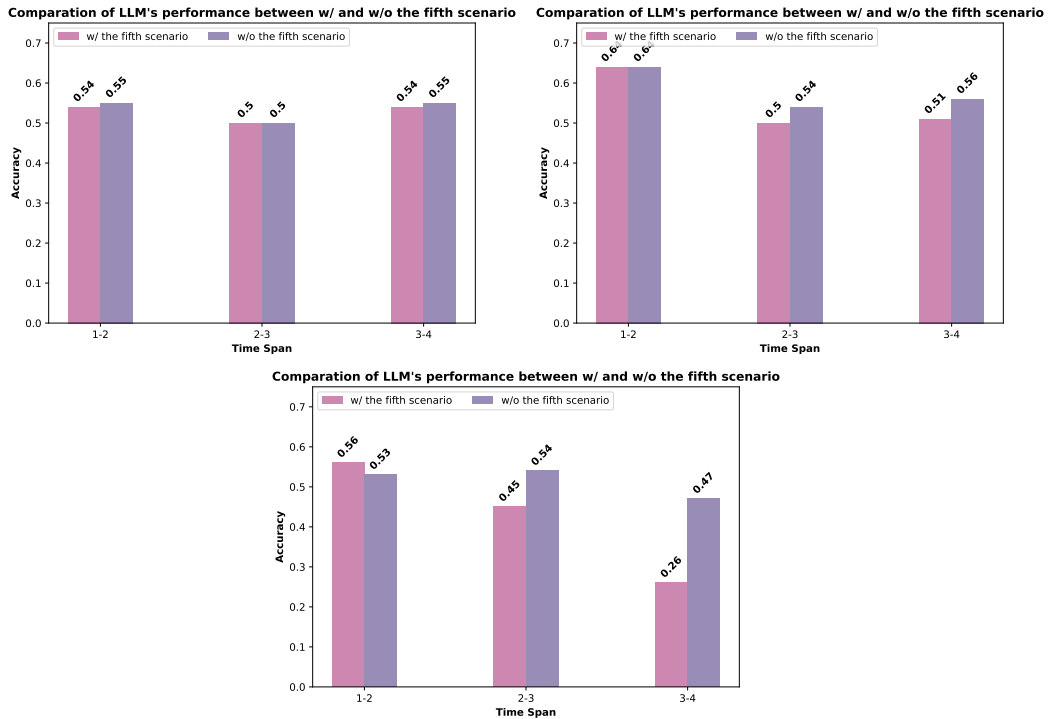 Comparation of LLM's performance between w/ and w/o the fifth scenario
w/ the fifth scenario w/o the fifth scenario
0.7
0.6
0.5
0.4
0.3
0.2
0.1
0.0
Accuracy
0.54 0.55 0.5 0.5 0.54 0.55
1-2 2-3 3-4
Time Span
Comparation of LLM's performance between w/ and w/o the fifth scenario
w/ the fifth scenario w/o the fifth scenario
0.7
0.6
0.5
0.4
0.3
0.2
0.1
0.0
Accuracy
0.64 0.64 0.5 0.54 0.51 0.56
1-2 2-3 3-4
Time Span
Comparation of LLM's performance between w/ and w/o the fifth scenario
w/ the fifth scenario w/o the fifth scenario
0.7
0.6
0.5
0.4
0.3
0.2
0.1
0.0
Accuracy
0.56 0.53 0.45 0.54 0.26 0.47
1-2 2-3 3-4
Time Span